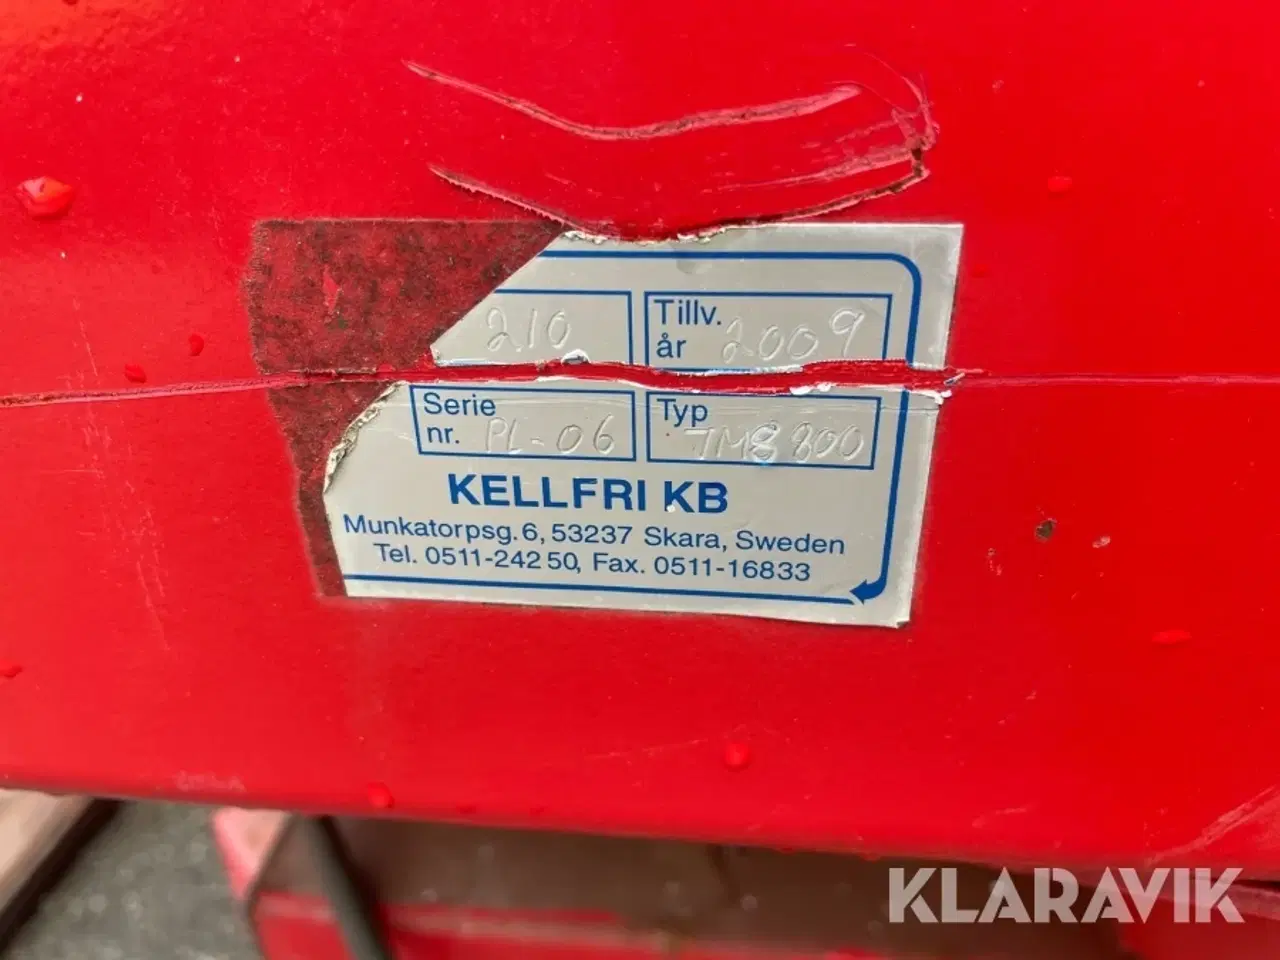 210
Tillv.
år 2009
Serie
nr. PL-06
Typ
TMS 800
KELLFRI KB
Munkatorpsg. 6, 53237 Skara, Sweden
Tel. 0511-242 50, Fax. 0511-16833
KLARAVIK